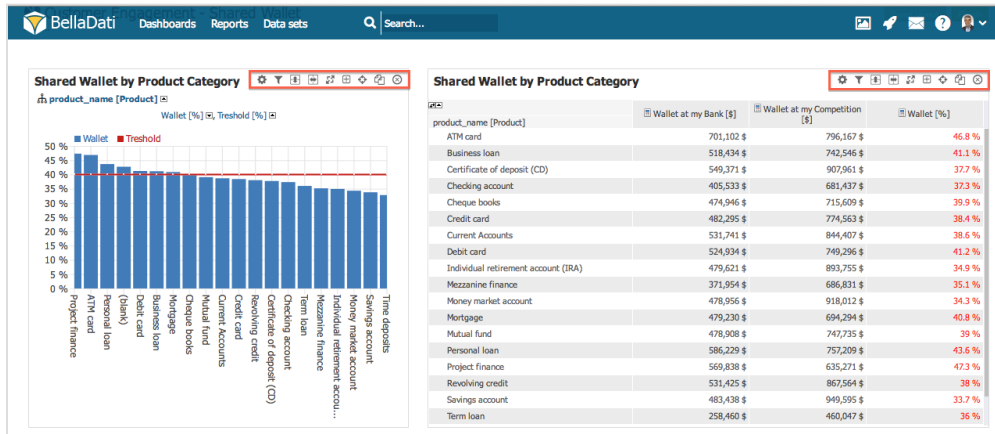 Customer Engagement - Shared Wallet
BellaDati Dashboards Reports Data sets Search...
Shared Wallet by Product Category
product_name [Product]
Wallet [%], Treshold [%]
Wallet Treshold
50 %
45 %
40 %
35 %
30 %
25 %
20 %
15 %
10 %
5 %
0 %
Project finance
ATM card
Personal loan
(blank)
Debit card
Business loan
Mortgage
Cheque books
Mutual fund
Current Accounts
Credit card
Revolving credit
Certificate of deposit (CD)
Checking account
Term loan
Mezzanine finance
Individual retirement accou...
Money market account
Savings account
Time deposits
Shared Wallet by Product Category
product_name [Product] Wallet at my Bank [$] Wallet at my Competition [$] Wallet [%]
ATM card 701,102 $ 796,167 $ 46.8 %
Business loan 518,434 $ 742,546 $ 41.1 %
Certificate of deposit (CD) 549,371 $ 907,961 $ 37.7 %
Checking account 405,533 $ 681,437 $ 37.3 %
Cheque books 474,946 $ 715,609 $ 39.9 %
Credit card 482,295 $ 774,563 $ 38.4 %
Current Accounts 531,741 $ 844,407 $ 38.6 %
Debit card 524,934 $ 749,296 $ 41.2 %
Individual retirement account (IRA) 479,621 $ 893,755 $ 34.9 %
Mezzanine finance 371,954 $ 686,831 $ 35.1 %
Money market account 478,956 $ 918,012 $ 34.3 %
Mortgage 479,230 $ 694,294 $ 40.8 %
Mutual fund 478,908 $ 747,735 $ 39 %
Personal loan 586,229 $ 757,209 $ 43.6 %
Project finance 569,838 $ 635,271 $ 47.3 %
Revolving credit 531,425 $ 867,564 $ 38 %
Savings account 483,438 $ 949,595 $ 33.7 %
Term loan 258,460 $ 460,047 $ 36 %